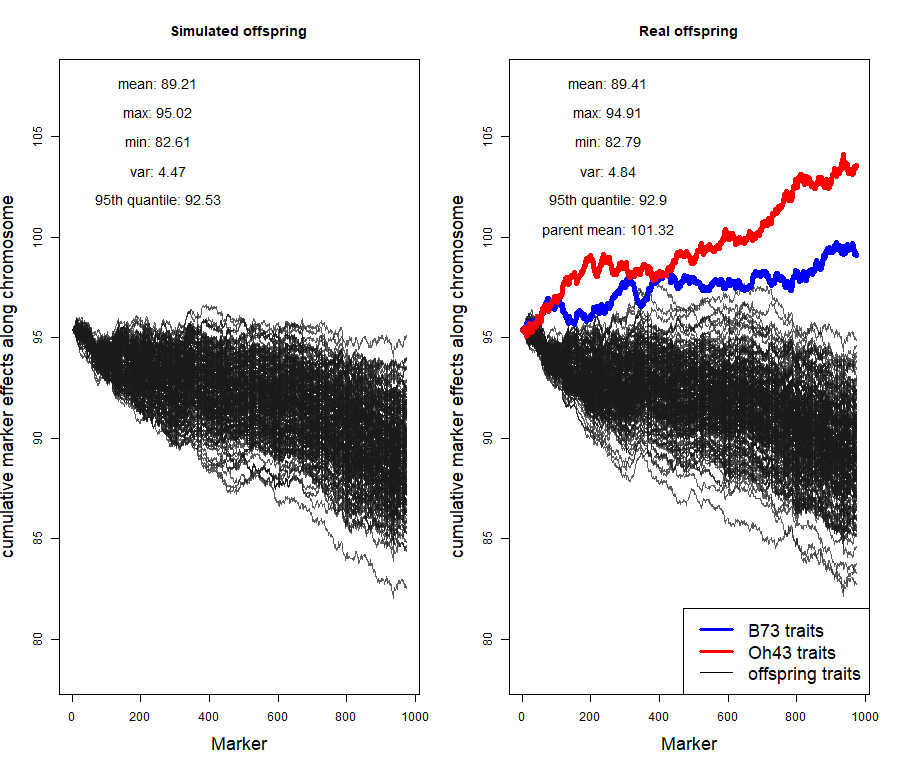 Simulated offspring
mean: 89.21
max: 95.02
min: 82.61
var: 4.47
95th quantile: 92.53
cumulative marker effects along chromosome
105
100
95
90
85
80
0 200 400 600 800 1000
Marker
Real offspring
mean: 89.41
max: 94.91
min: 82.79
var: 4.84
95th quantile: 92.9
parent mean: 101.32
cumulative marker effects along chromosome
105
100
95
90
85
80
B73 traits
Oh43 traits
offspring traits
0 200 400 600 800 1000
Marker